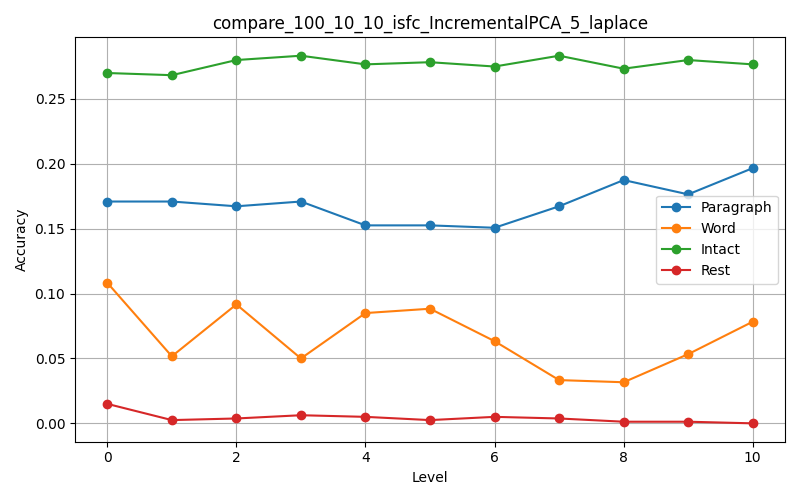 compare_100_10_10_isfc_IncrementalPCA_5_laplace
Accuracy
0.25
0.20
0.15
0.10
0.05
0.00
Paragraph
Word
Intact
Rest
0 2 4 6 8 10
Level